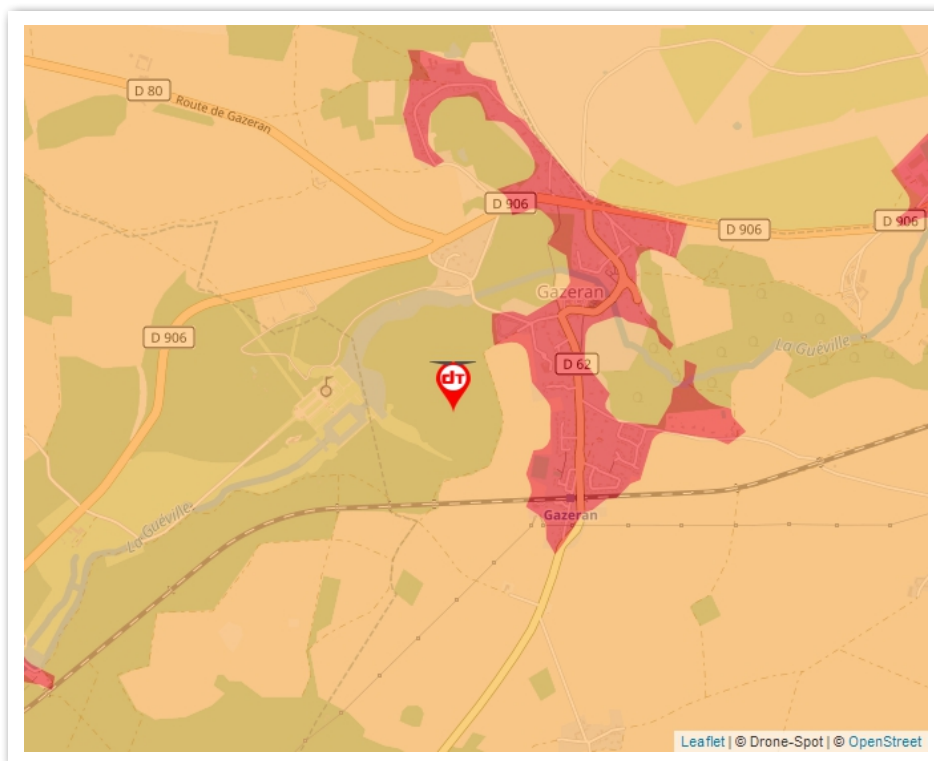 D 80
Route de Gazeran
D 906
D 906
D 906
Gazeran
La Guéville
D 906
D 62
dT
Gazeran
La Guéville
Leaflet | © Drone-Spot | © OpenStreet